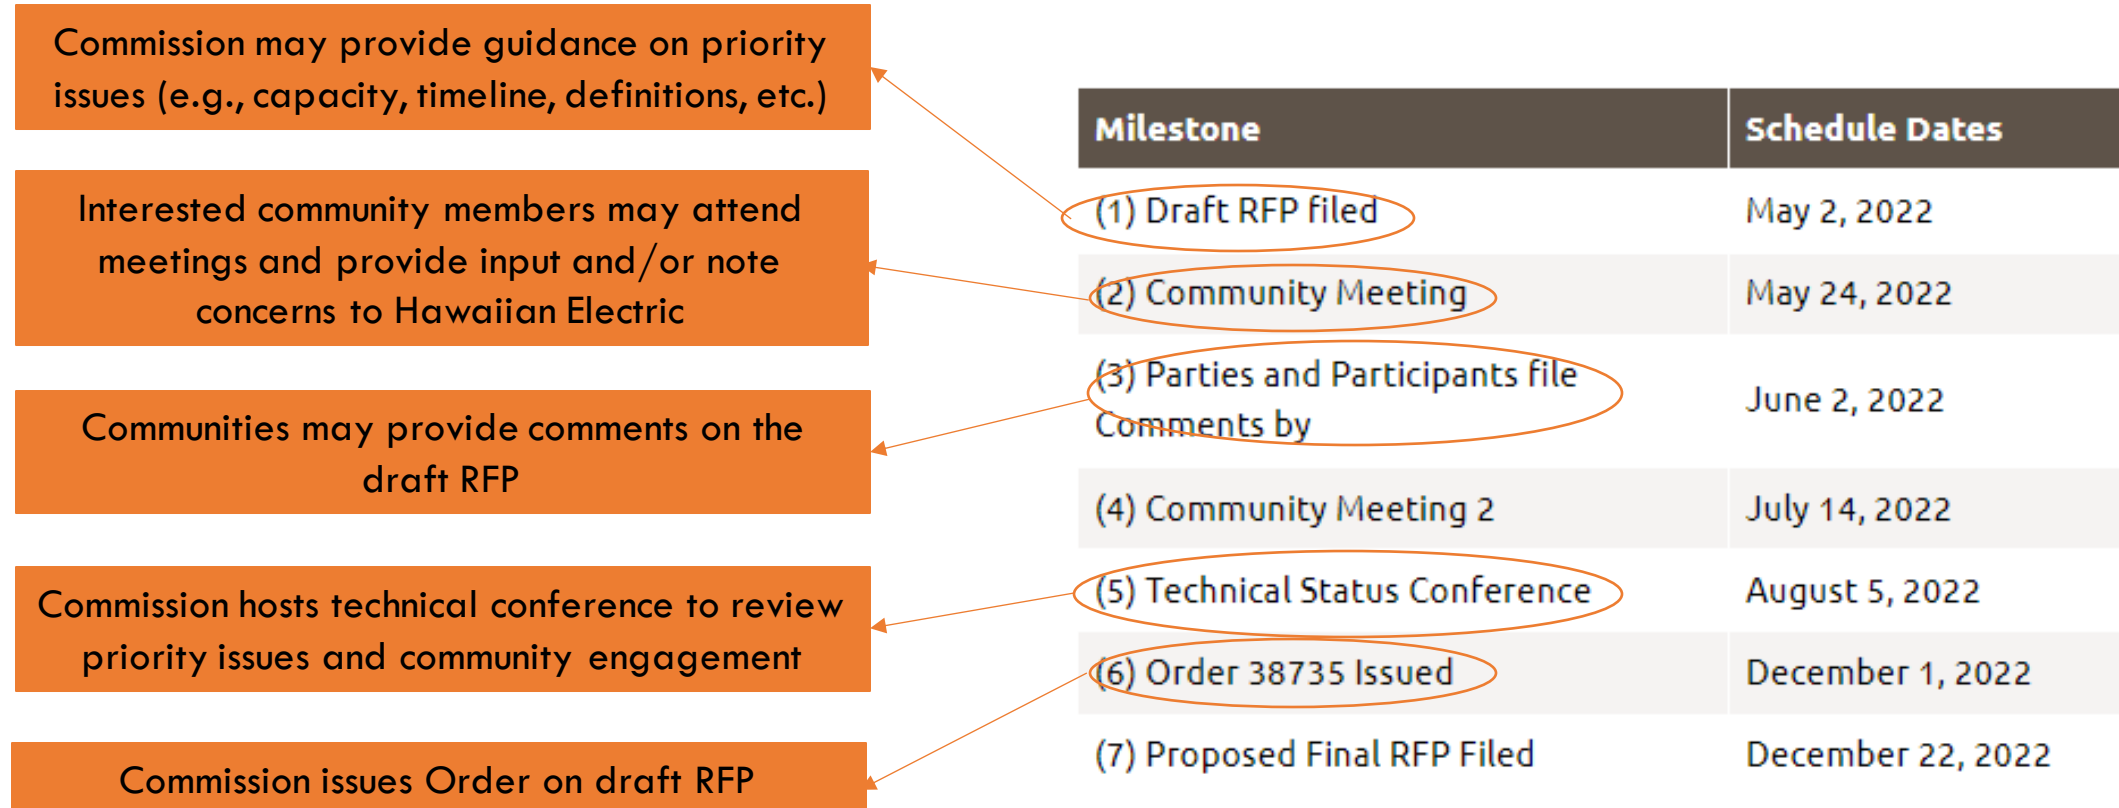 Commission may provide guidance on priority
issues (e.g., capacity, timeline, definitions, etc.)
Interested community members may attend
meetings and provide input and/or note
concerns to Hawaiian Electric
Communities may provide comments on the
draft RFP
Commission hosts technical conference to review
priority issues and community engagement
Commission issues Order on draft RFP
Milestone Schedule Dates
(1) Draft RFP filed May 2, 2022
(2) Community Meeting May 24, 2022
(3) Parties and Participants file
Comments by June 2, 2022
(4) Community Meeting 2 July 14, 2022
(5) Technical Status Conference August 5, 2022
(6) Order 38735 Issued December 1, 2022
(7) Proposed Final RFP Filed December 22, 2022